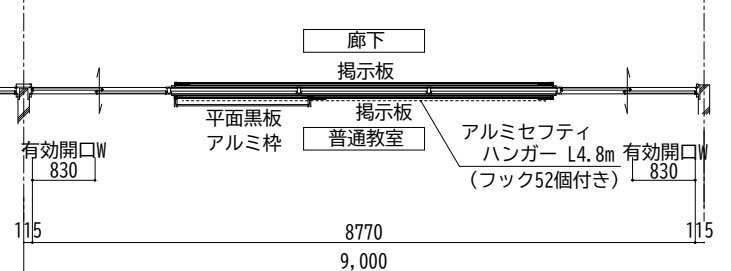 廊下
掲示板
掲示板
平面黒板
アルミ枠
普通教室
アルミセフティ
ハンガー L4.8m
(フック52個付き)
有効開口W
830
有効開口W
830
115
8770
115
9,000